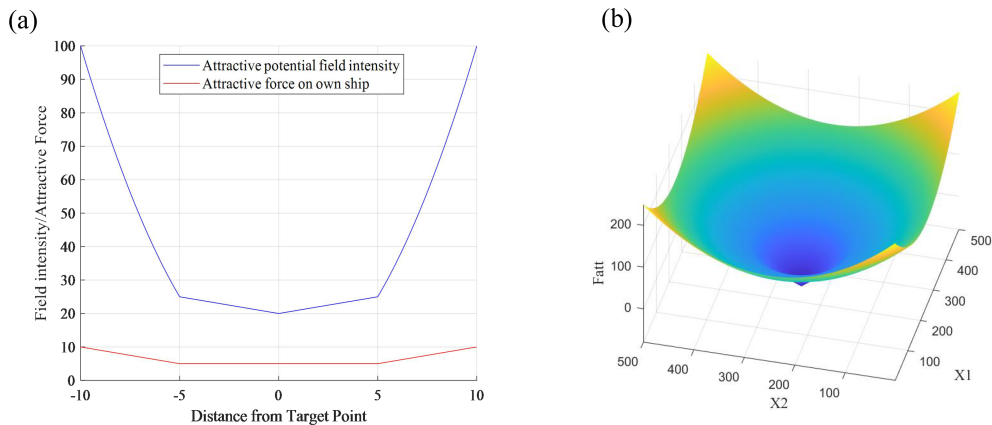 (a)
100
90
80
70
60
50
40
30
20
10
0
Field intensity/Attractive Force
Attractive potential field intensity
Attractive force on own ship
-10 -5 0 5 10
Distance from Target Point
(b)
200
100
0
Fatt
500 400 300 200 100
X2
500
400
300
200
100
X1